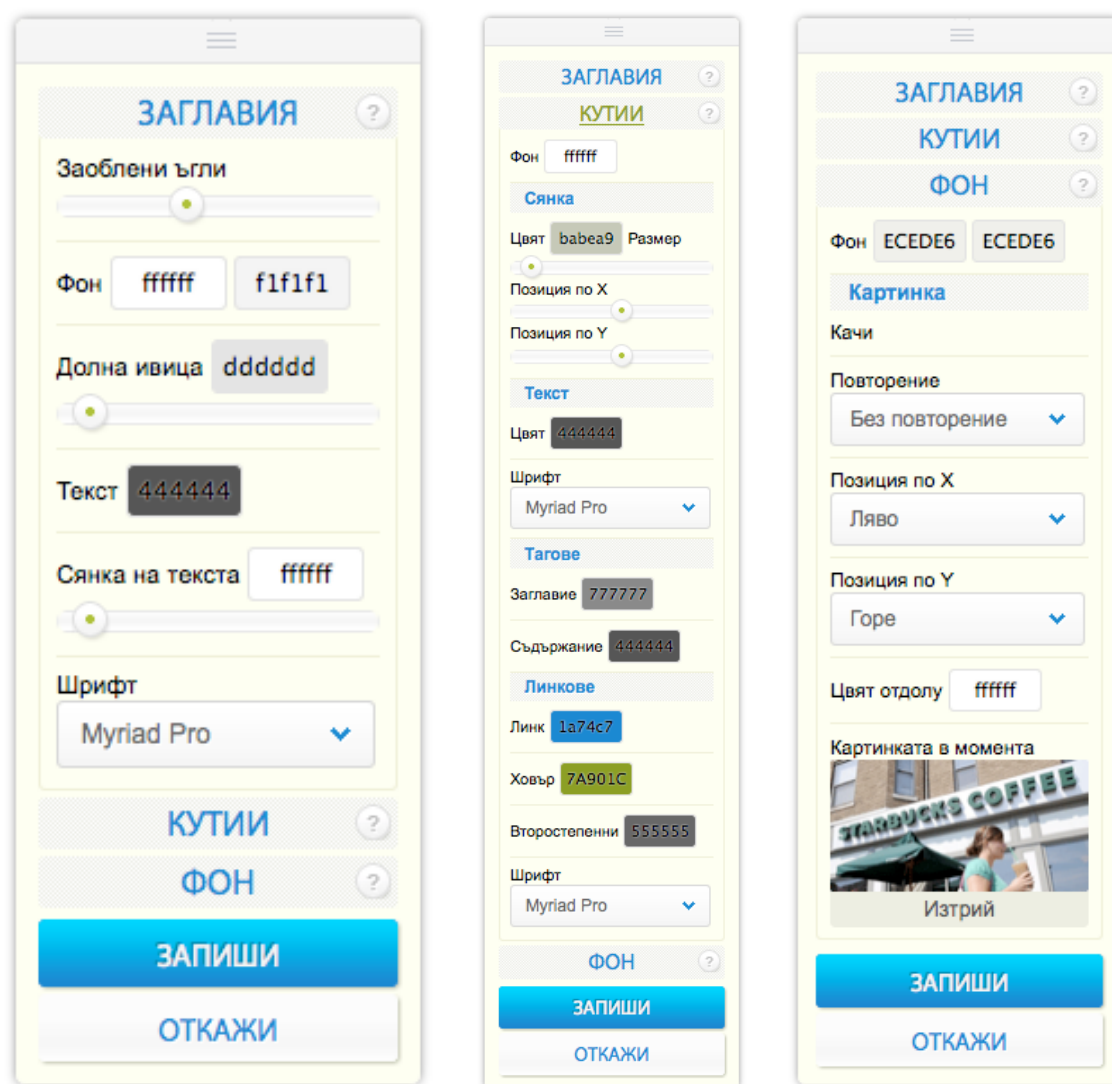 ЗАГЛАВИЯ ?
Заоблени ъгли
Фон ffffff f1f1f1
Долна ивица dddddd
Текст 444444
Сянка на текста ffffff
Шрифт
Myriad Pro
КУТИИ ?
ФОН ?
ЗАПИШИ
ОТКАЖИ
ЗАГЛАВИЯ ?
КУТИИ ?
Фон ffffff
Сянка
Цвят babea9 Размер
Позиция по X
Позиция по Y
Текст
Цвят 444444
Шрифт
Myriad Pro
Тагове
Заглавие 777777
Съдържание 444444
Линкове
Линк 1a74c7
Ховър 7A901C
Второстепенни 555555
Шрифт
Myriad Pro
ФОН ?
ЗАПИШИ
ОТКАЖИ
ЗАГЛАВИЯ ?
КУТИИ ?
ФОН ?
Фон ECEDE6 ECEDE6
Картинка
Качи
Повторение
Без повторение
Позиция по X
Ляво
Позиция по Y
Горе
Цвят отдолу ffffff
Картинката в момента
STARBUCKS COFFEE
Изтрий
ЗАПИШИ
ОТКАЖИ